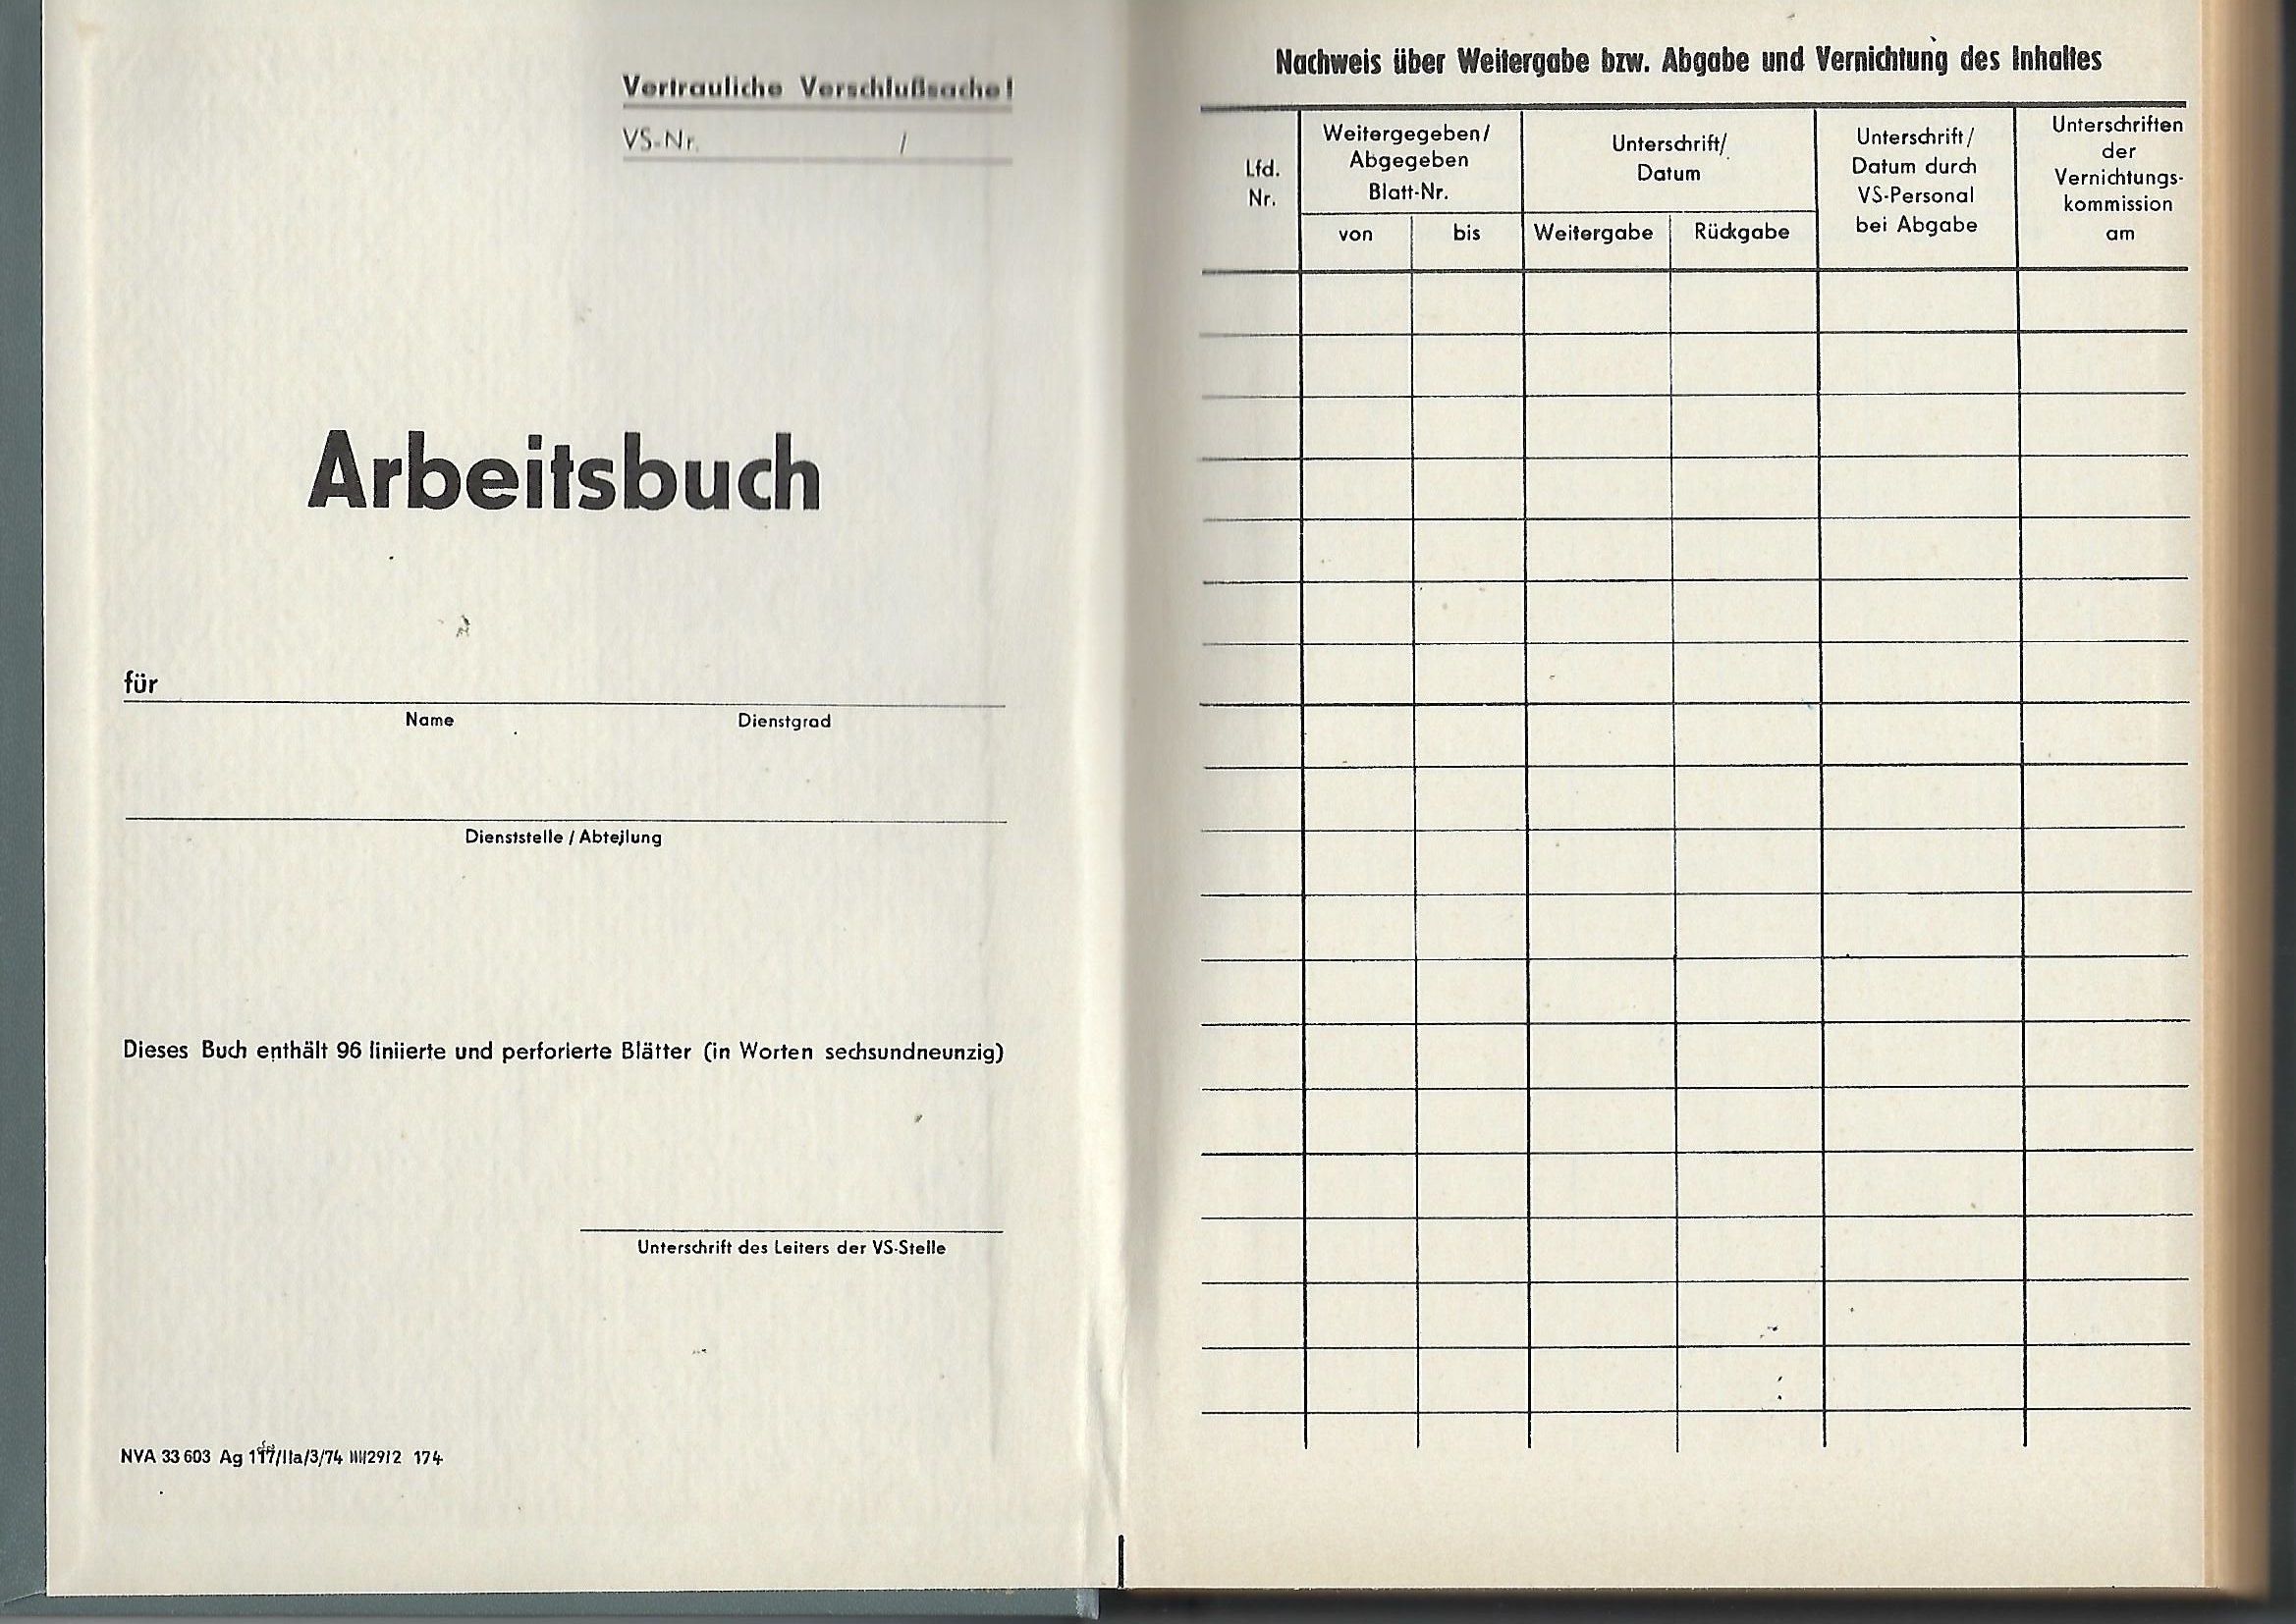 Vertrauliche Verschlußsache!
VS-Nr. /
Arbeitsbuch
für
Name Dienstgrad
Dienststelle / Abteilung
Dieses Buch enthält 96 liniierte und perforierte Blätter (in Worten sechsundneunzig)
Unterschrift des Leiters der VS-Stelle
NVA 33 603 Ag 117/IIa/3/74 2912 174
Nachweis über Weitergabe bzw. Abgabe und Vernichtung des Inhaltes
Lfd.
Nr.
Weitergegeben/
Abgegeben
Blatt-Nr.
von bis
Unterschrift/
Datum
Weitergabe Rückgabe
Unterschrift/
Datum durch
VS-Personal
bei Abgabe
Unterschriften
der
Vernichtungs-
kommission
am